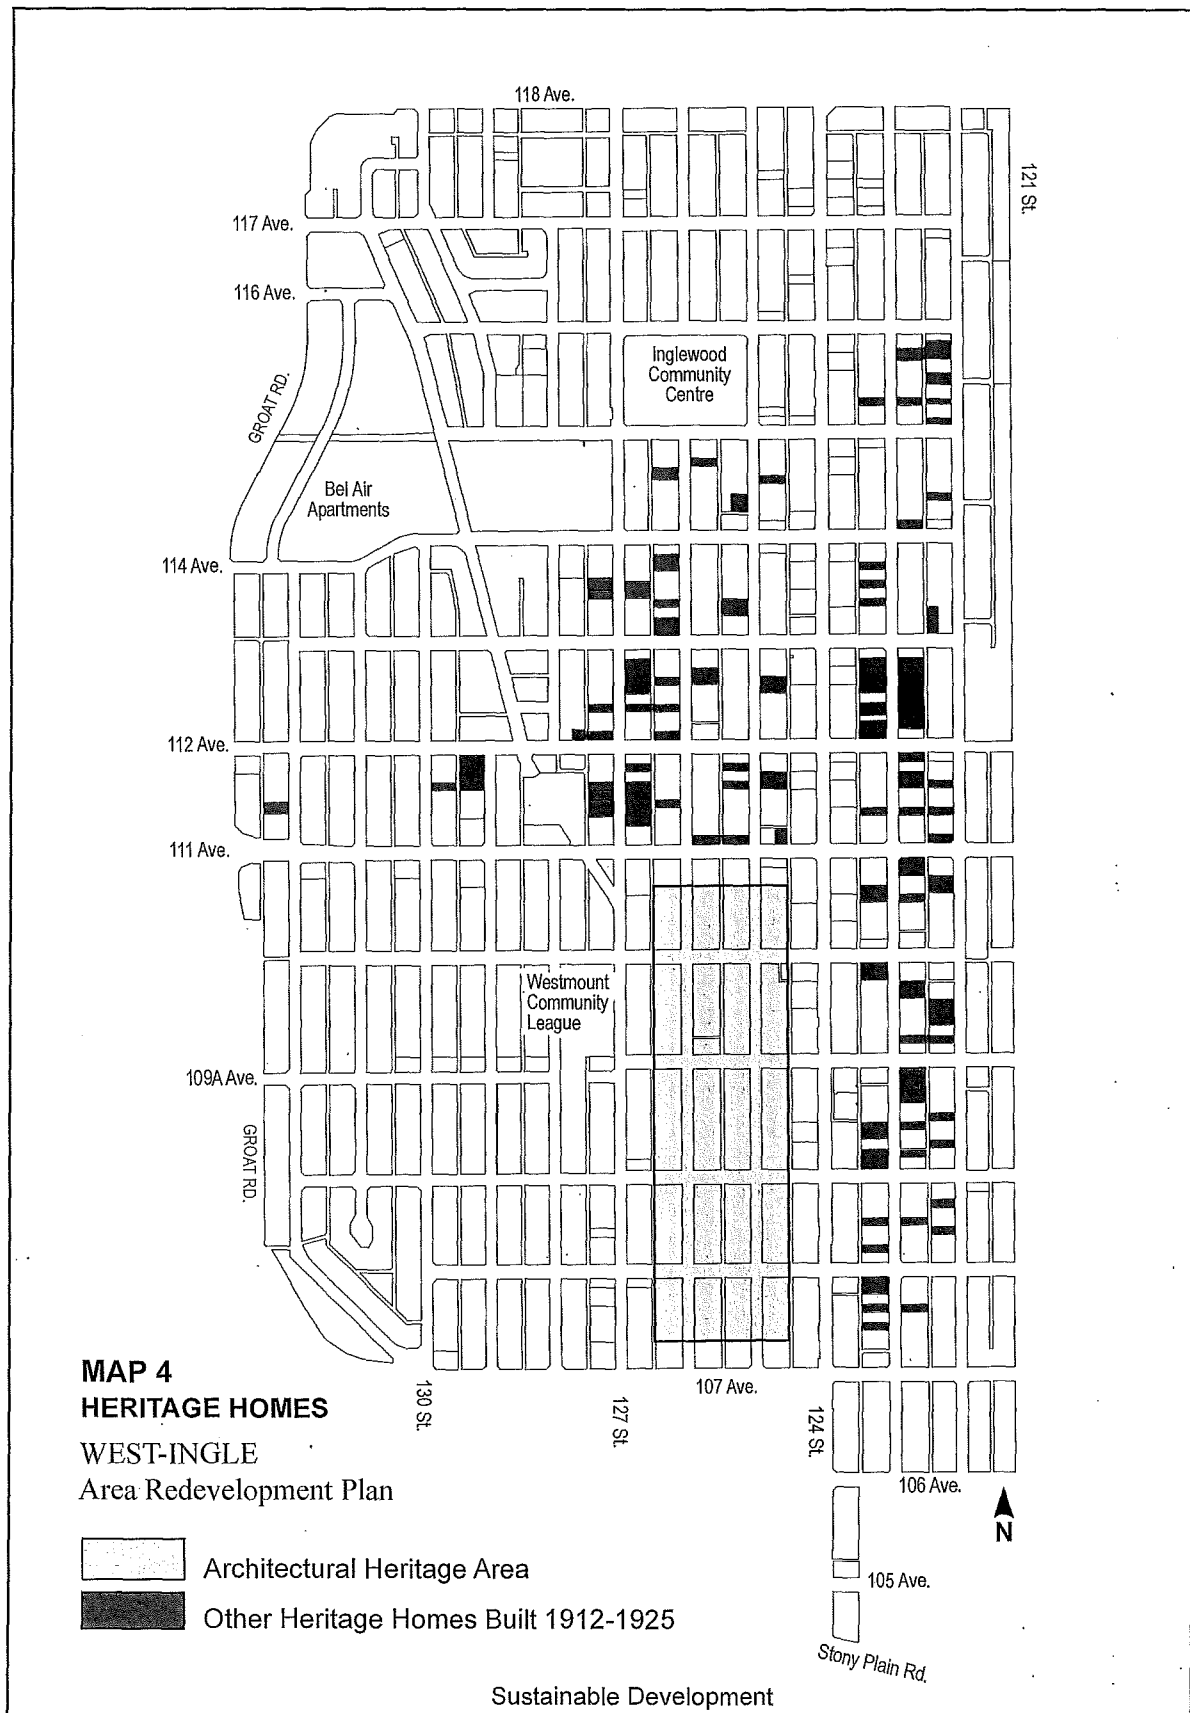 118 Ave.
121 St.
117 Ave.
116 Ave.
GROAT RD.
Inglewood
Community
Centre
Bel Air
Apartments
114 Ave.
112 Ave.
111 Ave.
Westmount
Community
League
109A Ave.
GROAT RD.
MAP 4
HERITAGE HOMES
WEST-INGLE
Area Redevelopment Plan
130 St.
127 St.
107 Ave.
124 St.
106 Ave.
N
Architectural Heritage Area
105 Ave.
Other Heritage Homes Built 1912-1925
Stony Plain Rd.
Sustainable Development